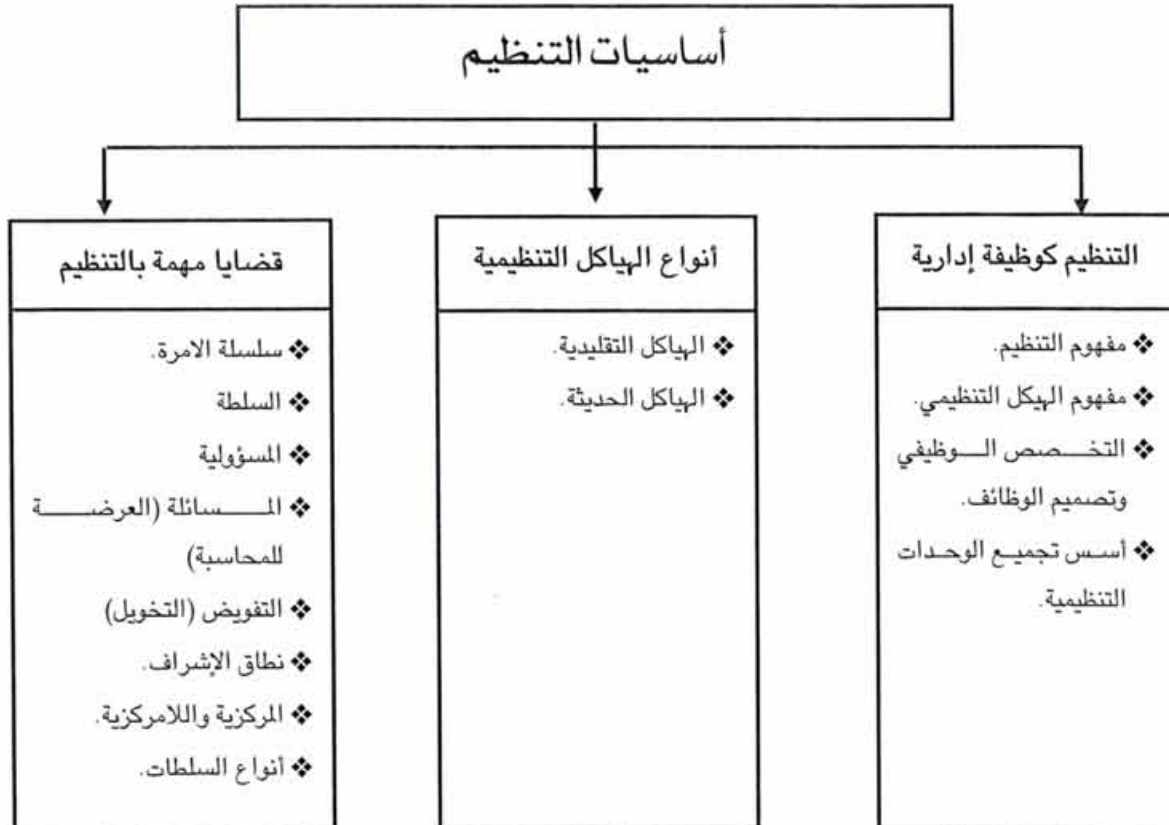 أساسيات التنظيم
التنظيم كوظيفة إدارية
❖ مفهوم التنظيم.
❖ مفهوم الهيكل التنظيمي.
❖ التخصص الوظيفي
وتصميم الوظائف.
❖ أسس تجميع الوحدات
التنظيمية.
أنواع الهياكل التنظيمية
❖ الهياكل التقليدية.
❖ الهياكل الحديثة.
قضايا مهمة بالتنظيم
❖ سلسلة الامرة.
❖ السلطة
❖ المسؤولية
❖ المسائلة (العرضة
للمحاسبة)
❖ التفويض (التخويل)
❖ نطاق الإشراف.
❖ المركزية واللامركزية.
❖ أنواع السلطات.